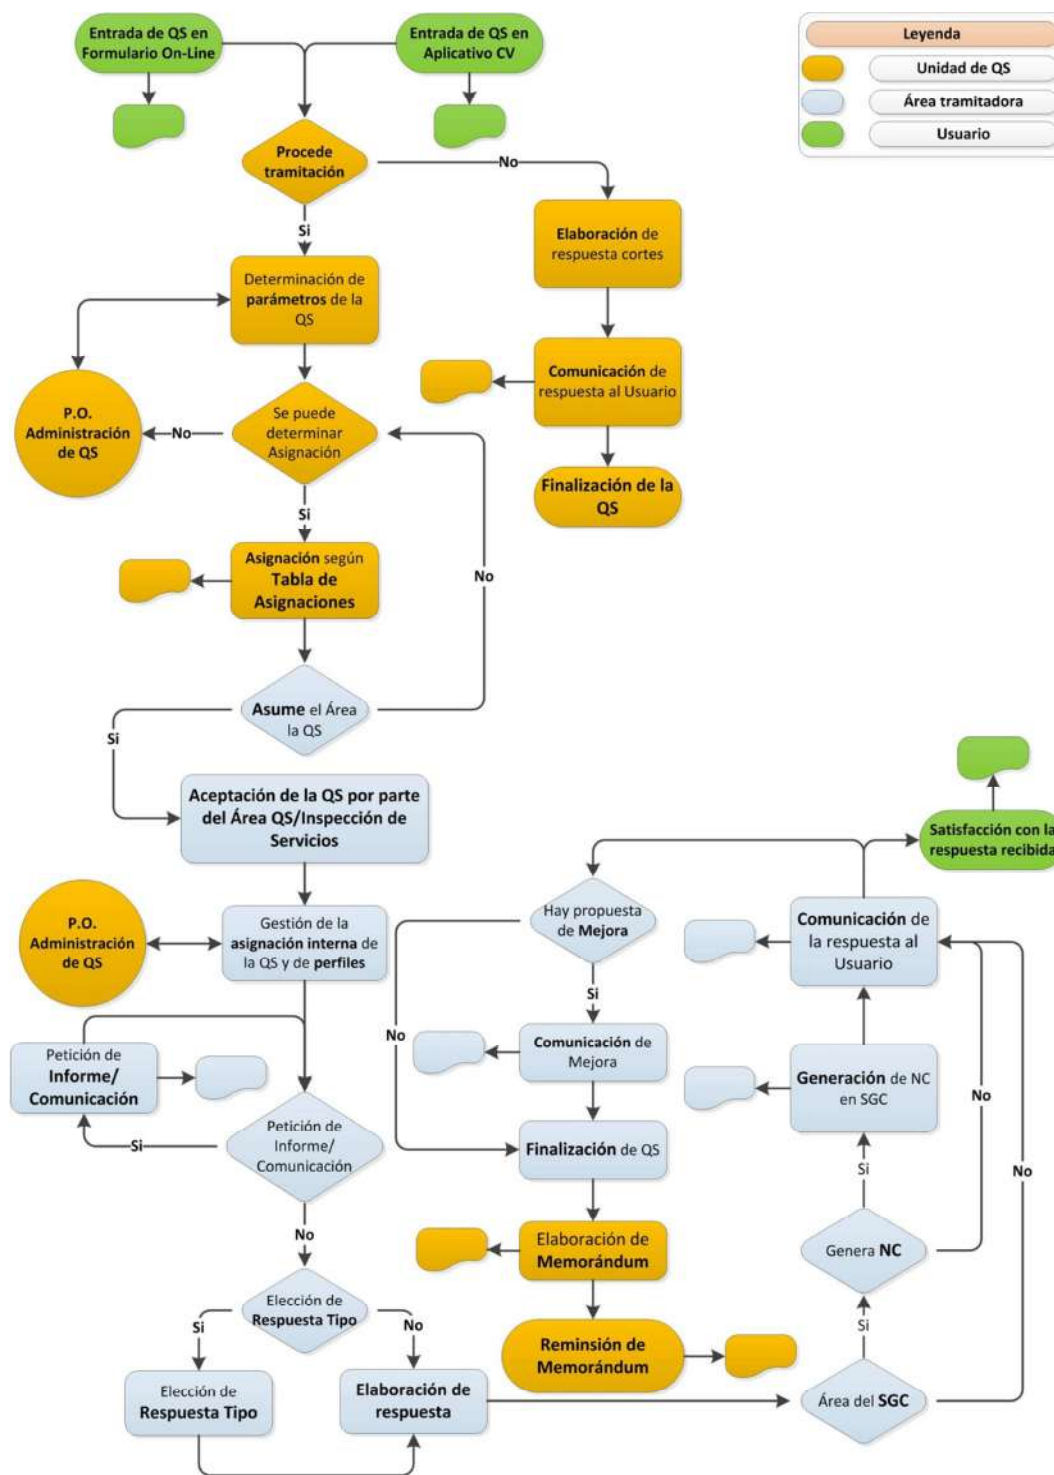 Entrada de QS en
Formulario On-Line
Entrada de QS en
Aplicativo CV
Leyenda
Unidad de QS
Área tramitadora
Usuario
Procede
tramitación
No
Si
Elaboración de
respuesta cortes
Determinación de
parámetros de la
QS
Comunicación de
respuesta al Usuario
P.O.
Administración
de QS
No
Se puede
determinar
Asignación
Finalización de la
QS
Si
Asignación según
Tabla de
Asignaciones
No
Asume el Área
la QS
Si
Aceptación de la QS por parte
del Área QS/Inspección de
Servicios
Satisfacción con la
respuesta recibida
P.O.
Administración
de QS
Gestión de la
asignación interna de
la QS y de perfiles
Hay propuesta
de Mejora
Comunicación de
la respuesta al
Usuario
Si
No
Petición de
Informe/
Comunicación
Comunicación de
Mejora
Generación de NC
en SGC
No
Si
Petición de
Informe/
Comunicación
Finalización de QS
Si
No
No
Elaboración de
Memorándum
Genera NC
Elección de
Respuesta Tipo
Si
No
Si
Reminsión de
Memorándum
Elección de
Respuesta Tipo
Elaboración de
respuesta
Área del SGC